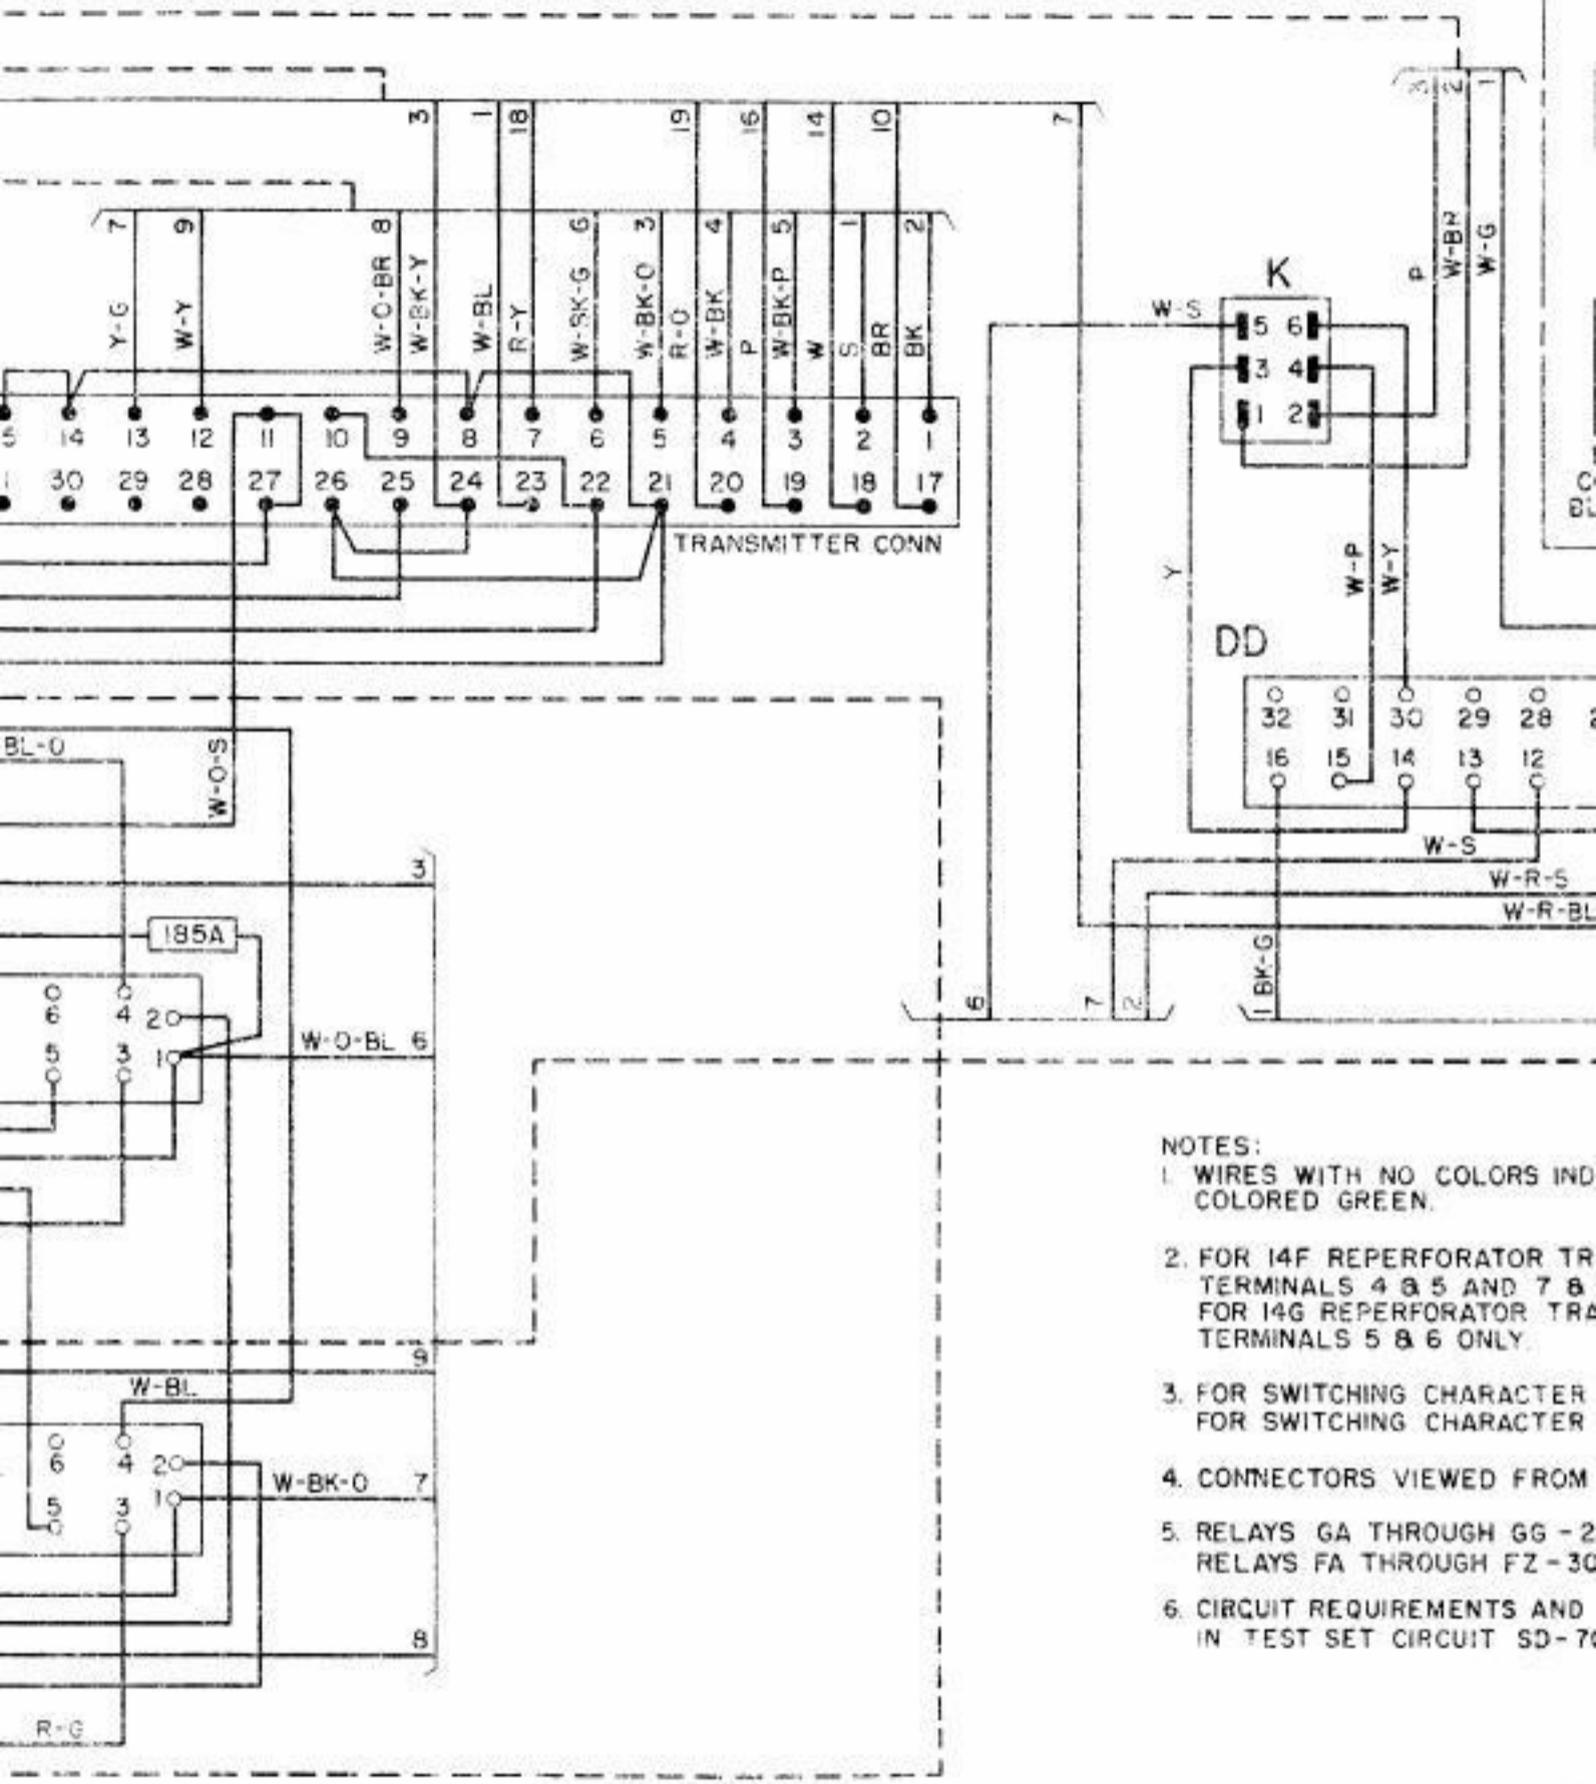 3 1 18 19 16 14 10 7
3 2 1
7 9 8 6 3 4 5 1 2
Y-G W-Y W-O-BR W-BK-Y W-BL R-Y W-BK-O R-O W-BK P W-BK-P W S BR BK
P W-BR W-G
K
W-S
5 6
3 4
1 2
14 13 12 11 10 9 8 7 6 5 4 3 2 1
30 29 28 27 26 25 24 23 22 21 20 19 18 17
TRANSMITTER CONN
Y W-P W-Y
DD
32 31 30 29 28
16 15 14 13 12
BL-O
W-O-S
W-S
W-R-S
W-R-BL
3
185A
1 BK-G
6 7 2
6 4 2
5 3 1
W-O-BL 6
NOTES:
1. WIRES WITH NO COLORS IND
COLORED GREEN.
2. FOR 14F REPERFORATOR TR
TERMINALS 4 & 5 AND 7 &
FOR 14G REPERFORATOR TRA
TERMINALS 5 & 6 ONLY.
3. FOR SWITCHING CHARACTER
FOR SWITCHING CHARACTER
4. CONNECTORS VIEWED FROM
5. RELAYS GA THROUGH GG - 2
RELAYS FA THROUGH FZ - 30
6. CIRCUIT REQUIREMENTS AND
IN TEST SET CIRCUIT SD-70
9
W-BL
6 4 2
5 3 1
W-BK-O 7
8
R-G